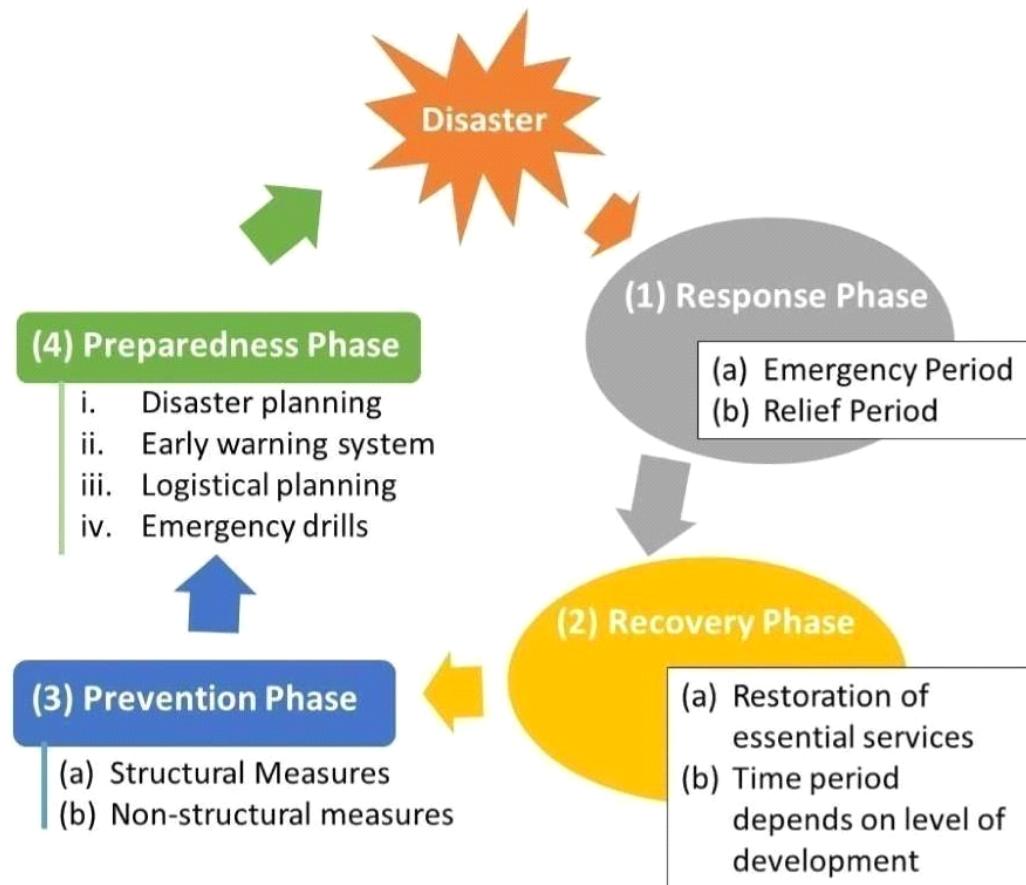 Disaster
(1) Response Phase
(a) Emergency Period
(b) Relief Period
(2) Recovery Phase
(a) Restoration of
essential services
(b) Time period
depends on level of
development
(3) Prevention Phase
(a) Structural Measures
(b) Non-structural measures
(4) Preparedness Phase
i. Disaster planning
ii. Early warning system
iii. Logistical planning
iv. Emergency drills